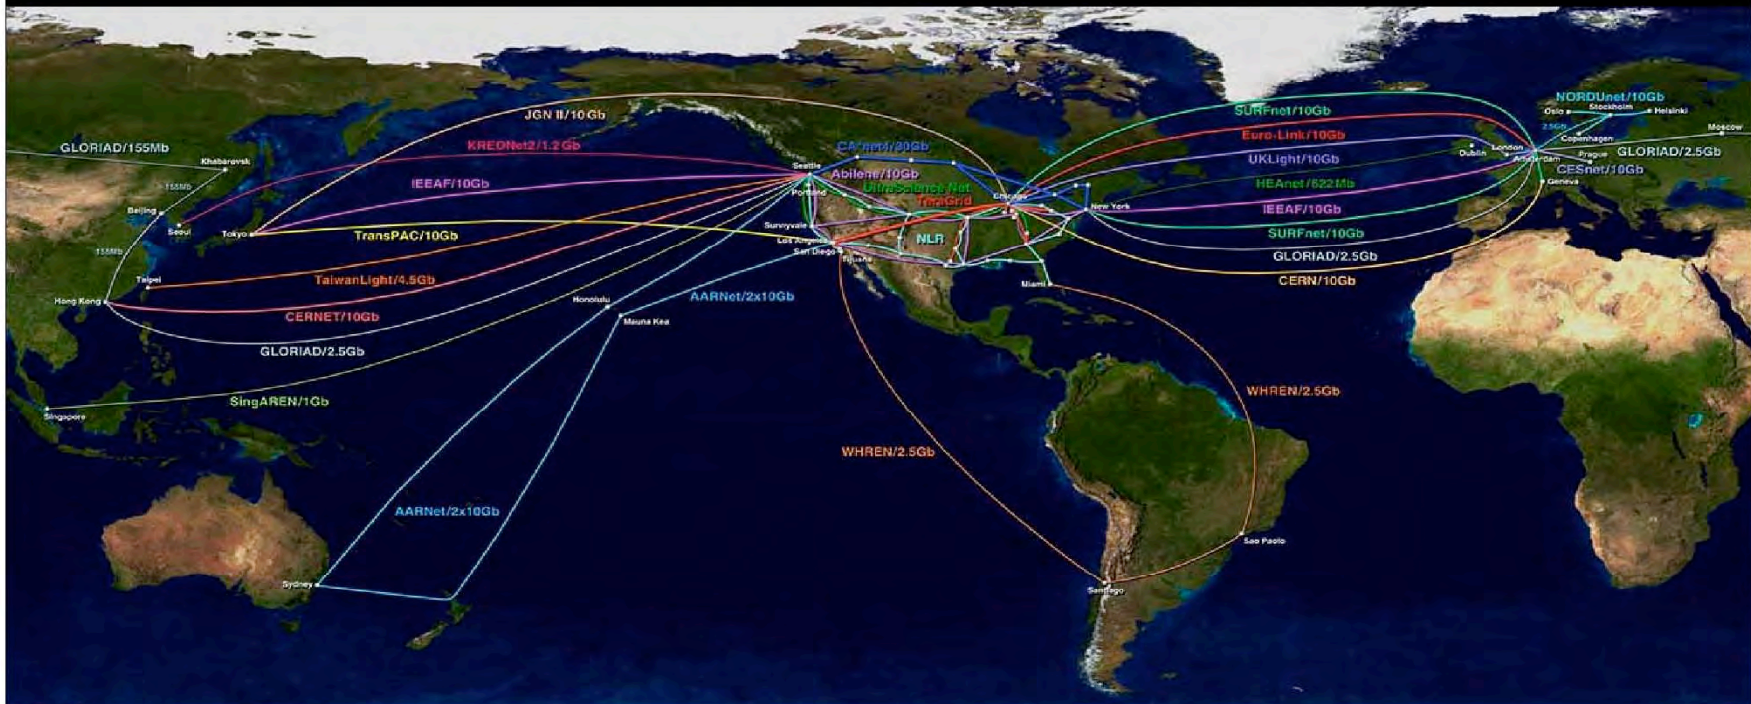 JGN II/10Gb
SURFnet/10Gb
NORDUnet/10Gb
Stockholm
Oslo
Helsinki
2.5Gb
Copenhagen
Moscow
GLORIAD/155Mb
KREONet2/1.2Gb
CA*net4/30Gb
Euro-Link/10Gb
London
Dublin
Amsterdam
Prague
GLORIAD/2.5Gb
Khabarovsk
Seattle
UKLight/10Gb
CESnet/10Gb
155Mb
IEEAF/10Gb
Abilene/10Gb
Portland
UltraScience Net
HEAnet/622Mb
Geneva
TeraGrid
Chicago
New York
IEEAF/10Gb
Beijing
Seoul
Tokyo
TransPAC/10Gb
Sunnyvale
Los Angeles
San Diego
Tijuana
NLR
SURFnet/10Gb
155Mb
GLORIAD/2.5Gb
Taipei
TaiwanLight/4.5Gb
CERN/10Gb
Miami
Hong Kong
Honolulu
AARNet/2x10Gb
CERNET/10Gb
Mauna Kea
GLORIAD/2.5Gb
WHREN/2.5Gb
SingAREN/1Gb
Singapore
WHREN/2.5Gb
AARNet/2x10Gb
Sao Paolo
Sydney
Santiago